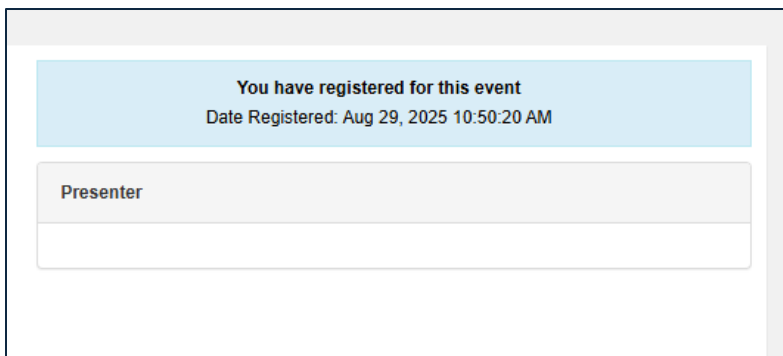 You have registered for this event
Date Registered: Aug 29, 2025 10:50:20 AM
Presenter